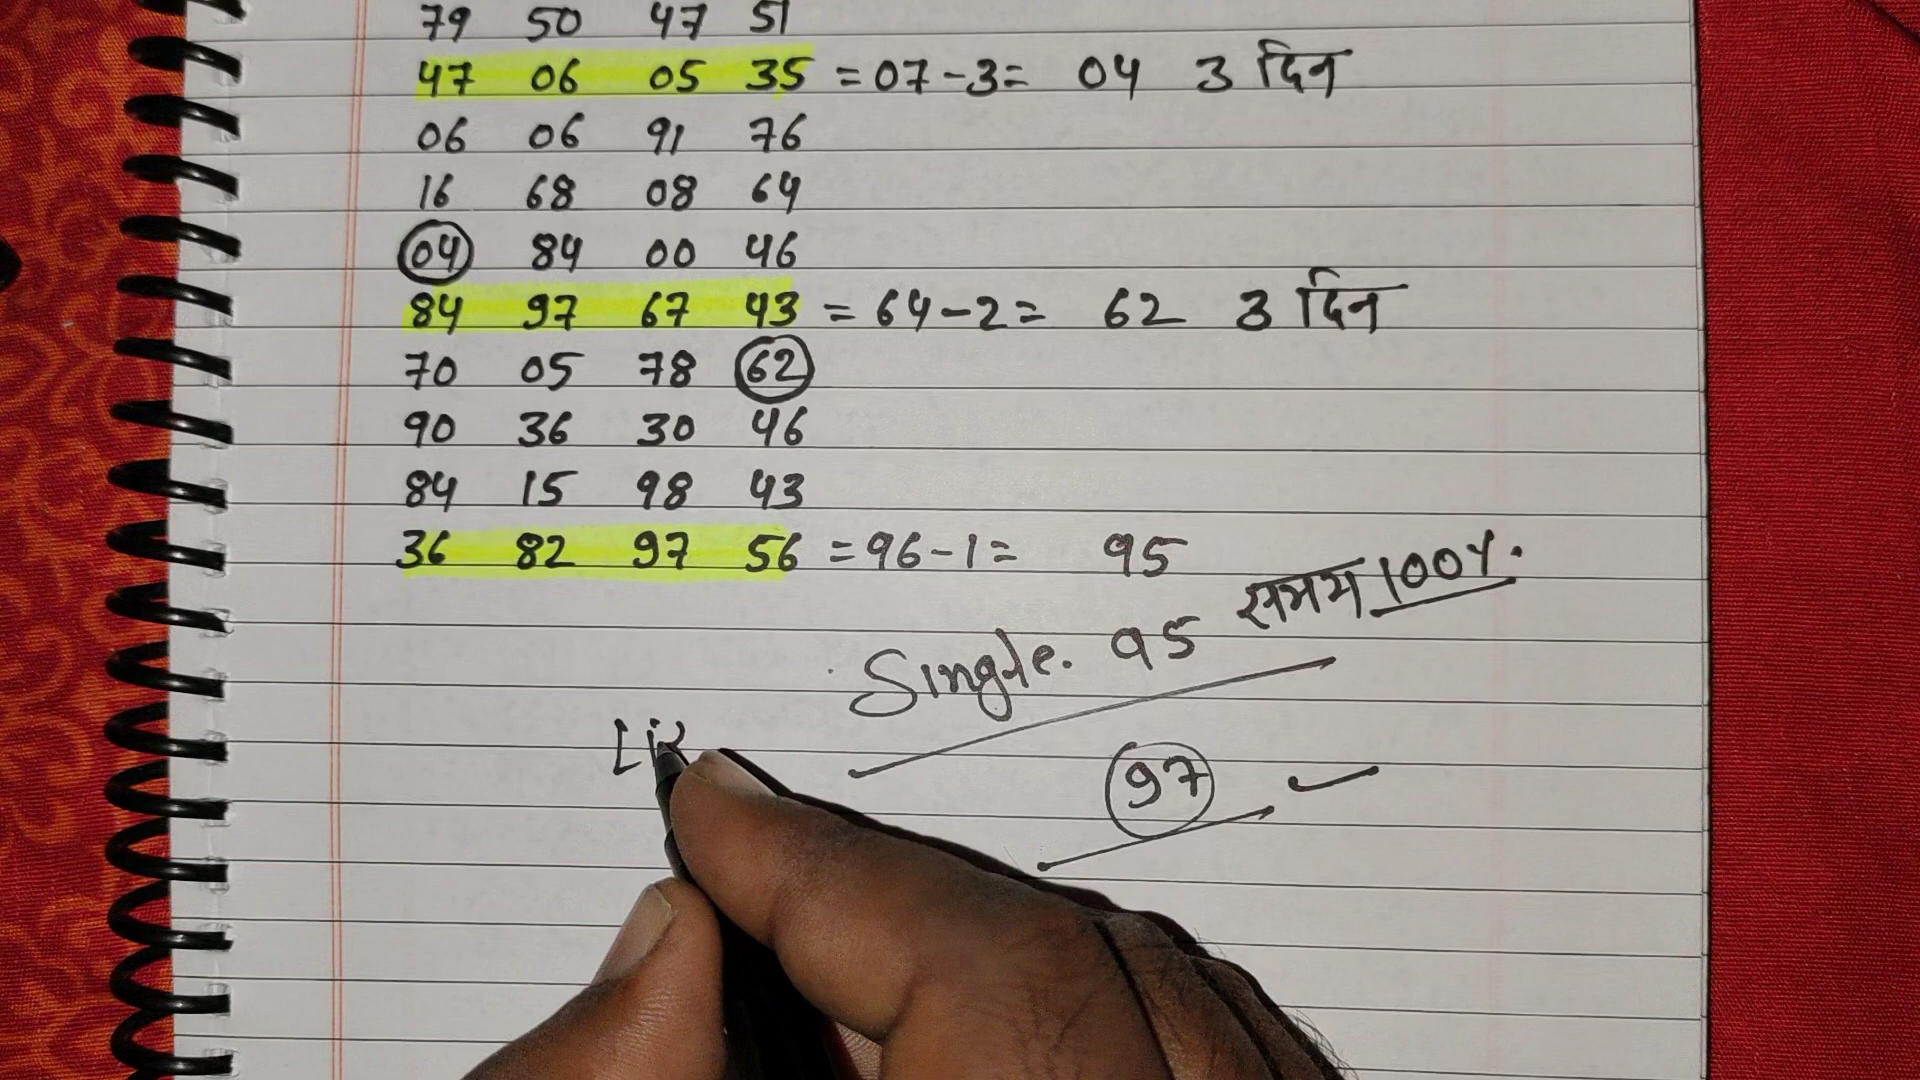 79 50 47 51
47 06 05 35 = 07 - 3 = 04 3 दिन
06 06 91 76
16 68 08 64
04 84 00 46
84 97 67 43 = 64 - 2 = 62 3 दिन
70 05 78 62
90 36 30 46
84 15 98 43
36 82 97 56 = 96 - 1 = 95
Single. 95 समय 100%.
97